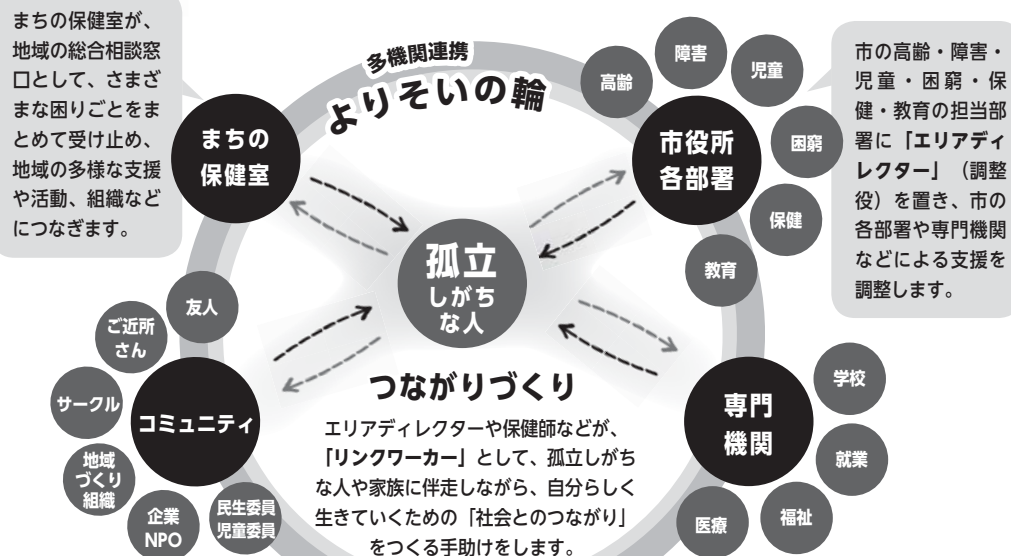 まちの保健室が、
地域の総合相談窓
口として、さまざ
まな困りごとをま
とめて受け止め、
地域の多様な支援
や活動、組織など
につなぎます。
多機関連携
よりそいの輪
まちの
保健室
市役所
各部署
高齢
障害
児童
困窮
保健
教育
市の高齢・障害・
児童・困窮・保
健・教育の担当部
署に「エリアディ
レクター」（調整
役）を置き、市の
各部署や専門機関
などによる支援を
調整します。
孤立
しがち
な人
友人
ご近所
さん
サークル
地域
づくり
組織
企業
NPO
民生委員
児童委員
コミュニティ
つながりづくり
エリアディレクターや保健師などが、
「リンクワーカー」として、孤立しがち
な人や家族に伴走しながら、自分らしく
生きていくための「社会とのつながり」
をつくる手助けをします。
専門
機関
学校
就業
福祉
医療